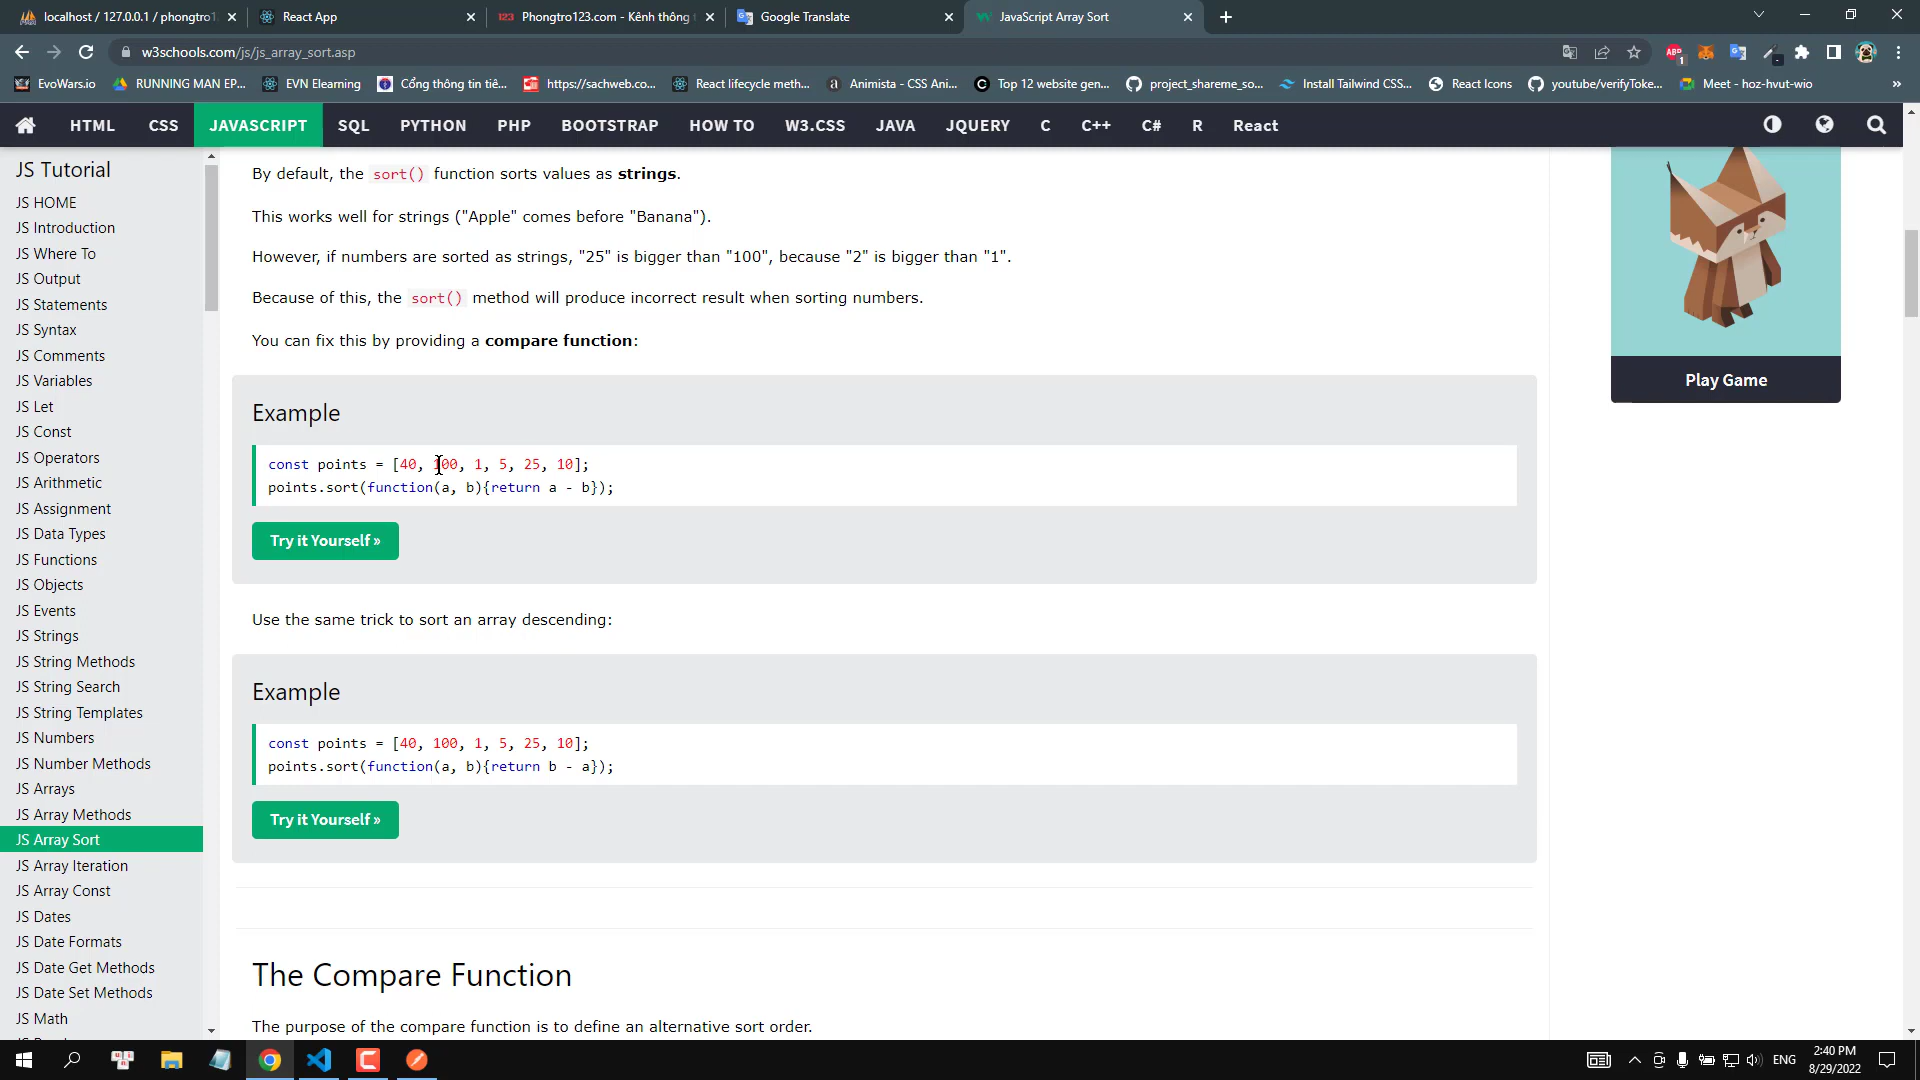 localhost / 127.0.0.1 / phongtro1
React App
Phongtro123.com - Kênh thông
Google Translate
JavaScript Array Sort
w3schools.com/js/js_array_sort.asp
EvoWars.io
RUNNING MAN EP...
EVN Elearning
Cổng thông tin tiê...
https://sachweb.co...
React lifecycle meth...
Animista - CSS Ani...
Top 12 website gen...
project_shareme_so...
Install Tailwind CSS...
React Icons
youtube/verifyToke...
Meet - hoz-hvut-wio
HTML CSS JAVASCRIPT SQL PYTHON PHP BOOTSTRAP HOW TO W3.CSS JAVA JQUERY C C++ C# R React
JS Tutorial
JS HOME
JS Introduction
JS Where To
JS Output
JS Statements
JS Syntax
JS Comments
JS Variables
JS Let
JS Const
JS Operators
JS Arithmetic
JS Assignment
JS Data Types
JS Functions
JS Objects
JS Events
JS Strings
JS String Methods
JS String Search
JS String Templates
JS Numbers
JS Number Methods
JS Arrays
JS Array Methods
JS Array Sort
JS Array Iteration
JS Array Const
JS Dates
JS Date Formats
JS Date Get Methods
JS Date Set Methods
JS Math
By default, the sort() function sorts values as strings.
This works well for strings ("Apple" comes before "Banana").
However, if numbers are sorted as strings, "25" is bigger than "100", because "2" is bigger than "1".
Because of this, the sort() method will produce incorrect result when sorting numbers.
You can fix this by providing a compare function:
Example
const points = [40, 100, 1, 5, 25, 10];
points.sort(function(a, b){return a - b});
Try it Yourself »
Use the same trick to sort an array descending:
Example
const points = [40, 100, 1, 5, 25, 10];
points.sort(function(a, b){return b - a});
Try it Yourself »
The Compare Function
The purpose of the compare function is to define an alternative sort order.
Play Game
ENG
2:40 PM
8/29/2022